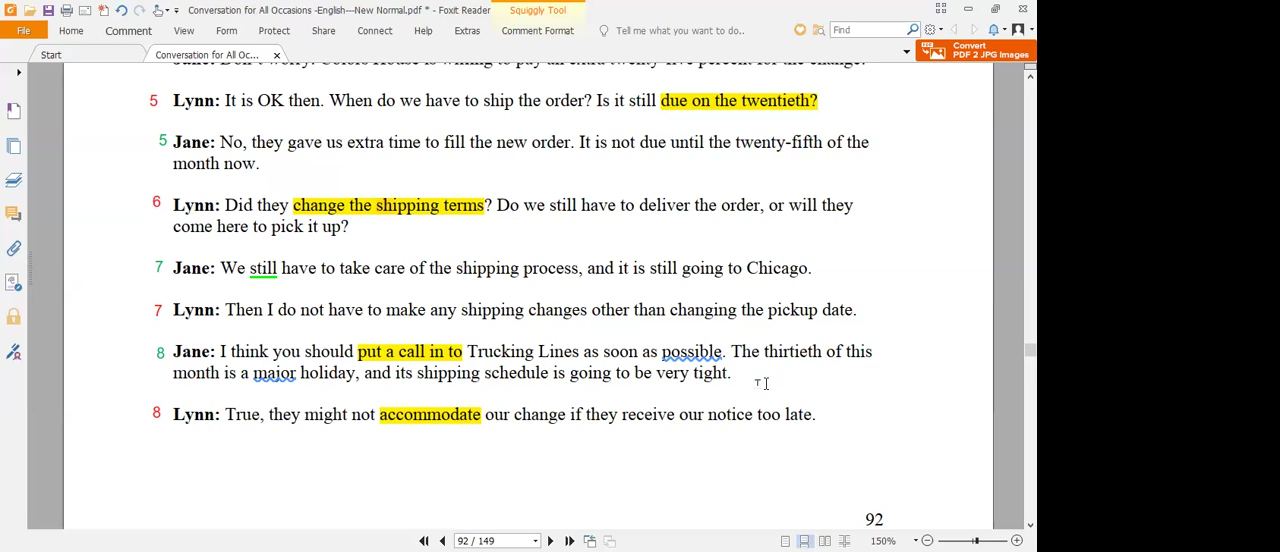 Conversation for All Occasions -English---New Normal.pdf * - Foxit Reader
Squiggly Tool
File Home Comment View Form Protect Share Connect Help Extras Comment Format Tell me what you want to do.. Find
Start Conversation for All Oc... Convert
PDF 2 JPG Images
5 Lynn: It is OK then. When do we have to ship the order? Is it still due on the twentieth?
5 Jane: No, they gave us extra time to fill the new order. It is not due until the twenty-fifth of the
month now.
6 Lynn: Did they change the shipping terms? Do we still have to deliver the order, or will they
come here to pick it up?
7 Jane: We still have to take care of the shipping process, and it is still going to Chicago.
7 Lynn: Then I do not have to make any shipping changes other than changing the pickup date.
8 Jane: I think you should put a call in to Trucking Lines as soon as possible. The thirtieth of this
month is a major holiday, and its shipping schedule is going to be very tight.
8 Lynn: True, they might not accommodate our change if they receive our notice too late.
92
92 / 149
150%